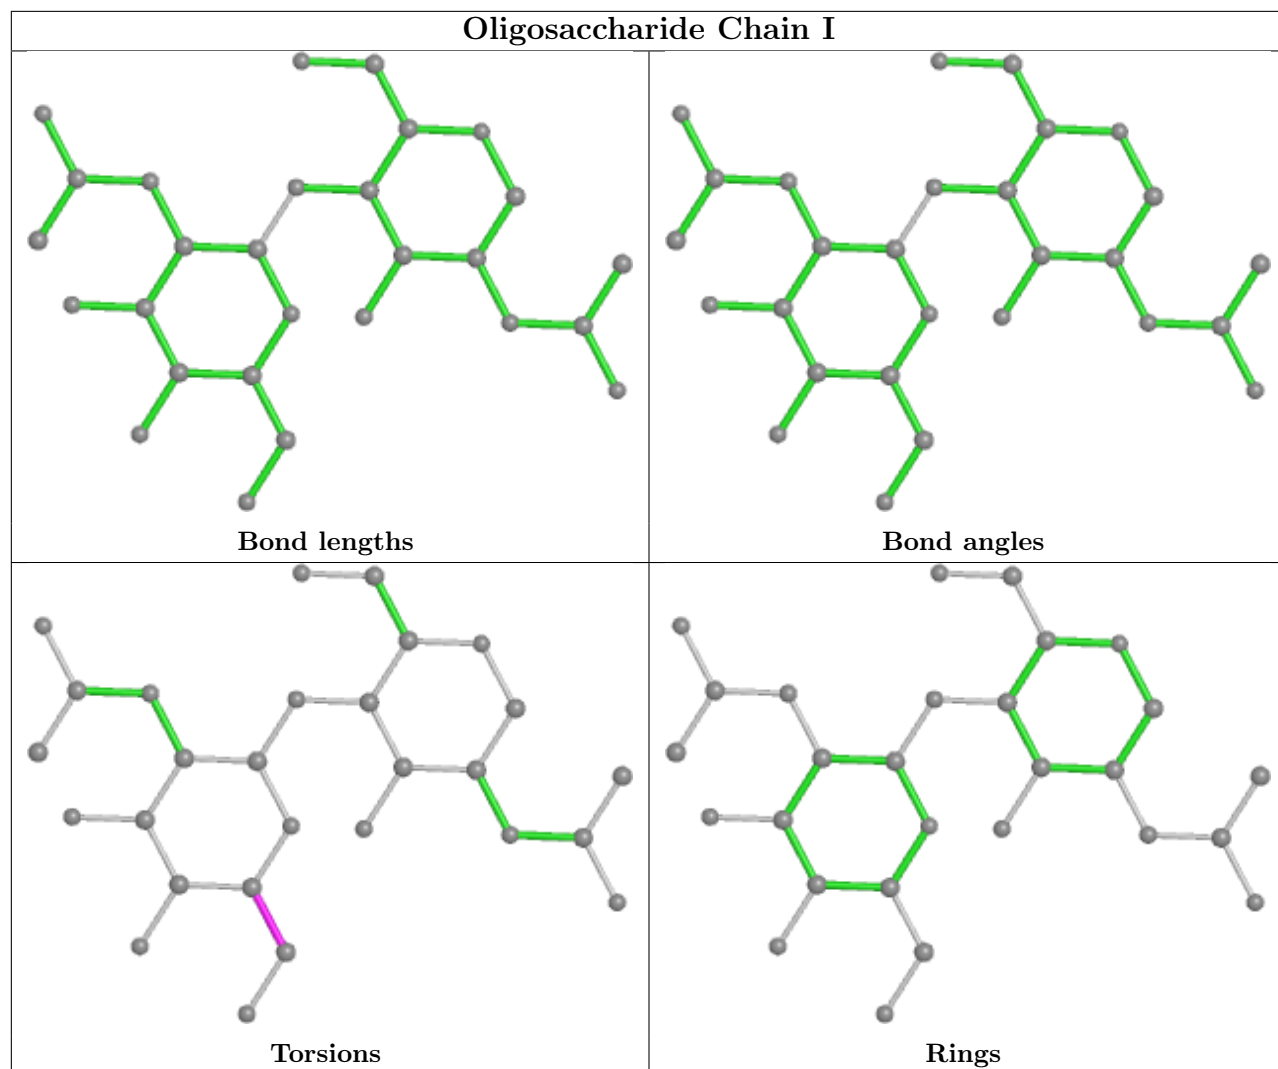 Oligosaccharide Chain I
Bond lengths
Bond angles
Torsions
Rings